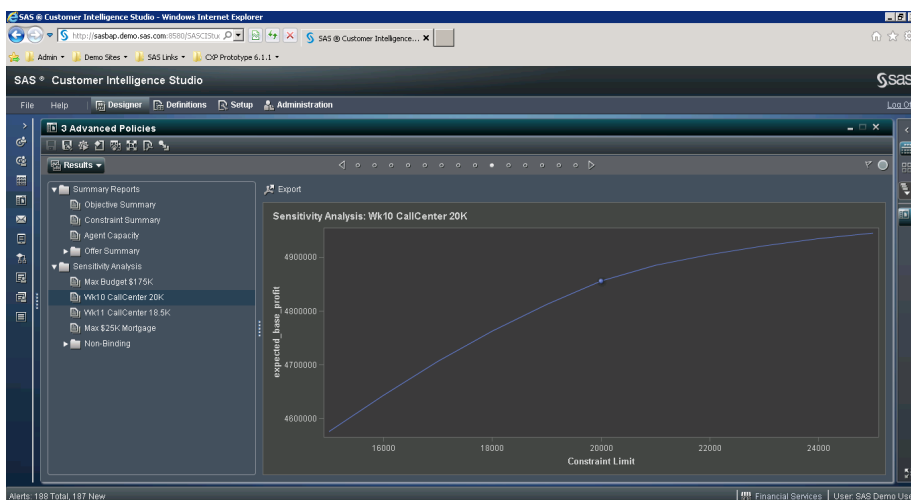 SAS ® Customer Intelligence Studio - Windows Internet Explorer
http://sasbap.demo.sas.com:8580/SASCIStu
SAS ® Customer Intelligence...
Admin
Demo Sites
SAS Links
CXP Prototype 6.1.1
SAS ® Customer Intelligence Studio
sas
File
Help
Designer
Definitions
Setup
Administration
Log Of
3 Advanced Policies
Results
Summary Reports
Objective Summary
Constraint Summary
Agent Capacity
Offer Summary
Sensitivity Analysis
Max Budget $175K
Wk10 CallCenter 20K
Wk11 CallCenter 18.5K
Max $25K Mortgage
Non-Binding
Export
Sensitivity Analysis: Wk10 CallCenter 20K
expected_base_profit
4900000
4800000
4700000
4600000
16000
18000
20000
22000
24000
Constraint Limit
Alerts: 188 Total, 187 New
Financial Services
User: SAS Demo Use